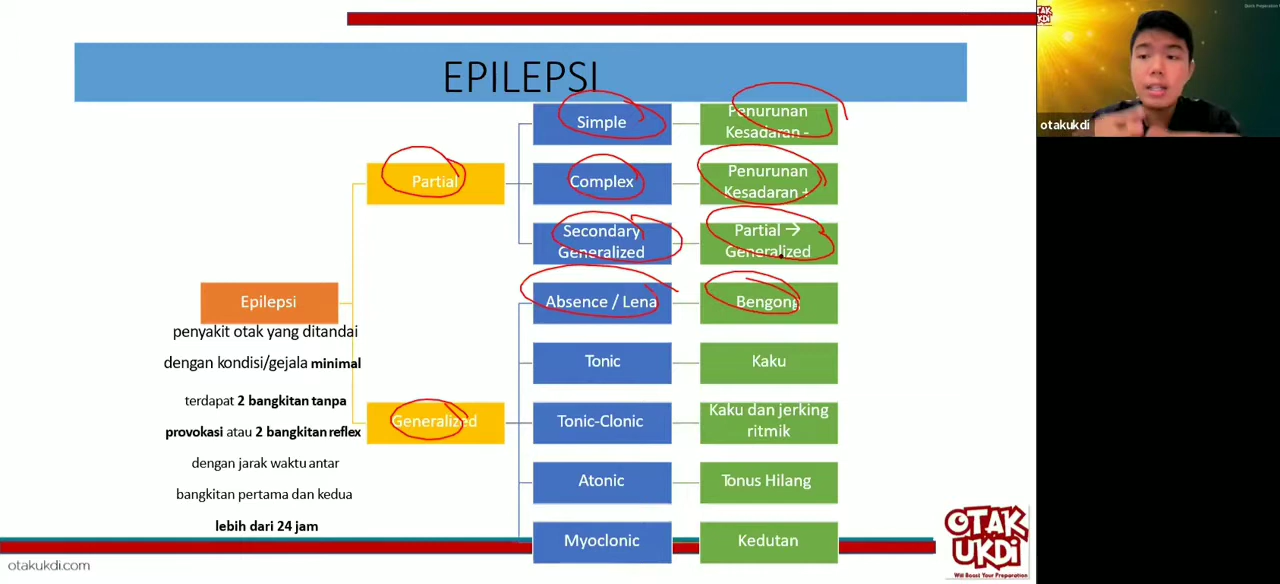 EPILEPSI
Simple
Penurunan
Kesadaran -
Partial
Complex
Penurunan
Kesadaran +
Secondary
Generalized
Partial →
Generalized
Epilepsi
penyakit otak yang ditandai
dengan kondisi/gejala minimal
terdapat 2 bangkitan tanpa
provokasi atau 2 bangkitan reflex
dengan jarak waktu antar
bangkitan pertama dan kedua
lebih dari 24 jam
Generalized
Absence / Lena
Bengong
Tonic
Kaku
Tonic-Clonic
Kaku dan jerking
ritmik
Atonic
Tonus Hilang
Myoclonic
Kedutan
otakukdi.com
OTAK
UKDI
Will Boost Your Preparation
otakukdi